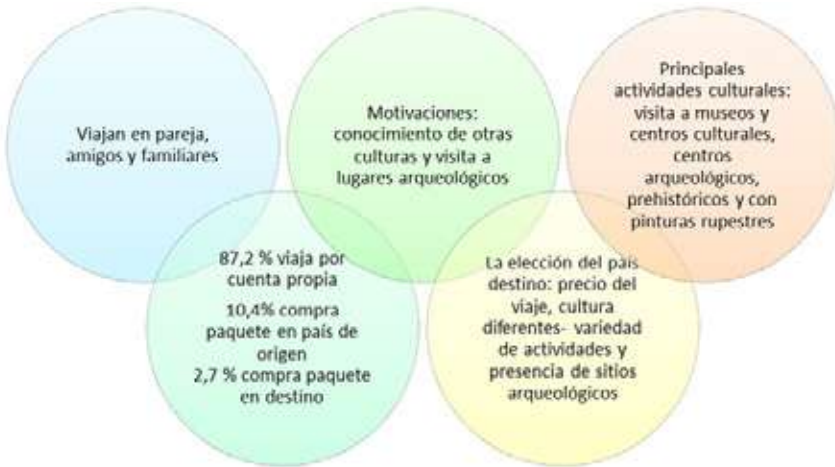 Viajan en pareja,
amigos y familiares
Motivaciones:
conocimiento de otras
culturas y visita a
lugares arqueológicos
Principales
actividades culturales:
visita a museos y
centros culturales,
centros
arqueológicos,
prehistóricos y con
pinturas rupestres
87,2 % viaja por
cuenta propia
10,4% compra
paquete en país de
origen
2,7 % compra paquete
en destino
La elección del país
destino: precio del
viaje, cultura
diferentes- variedad
de actividades y
presencia de sitios
arqueológicos